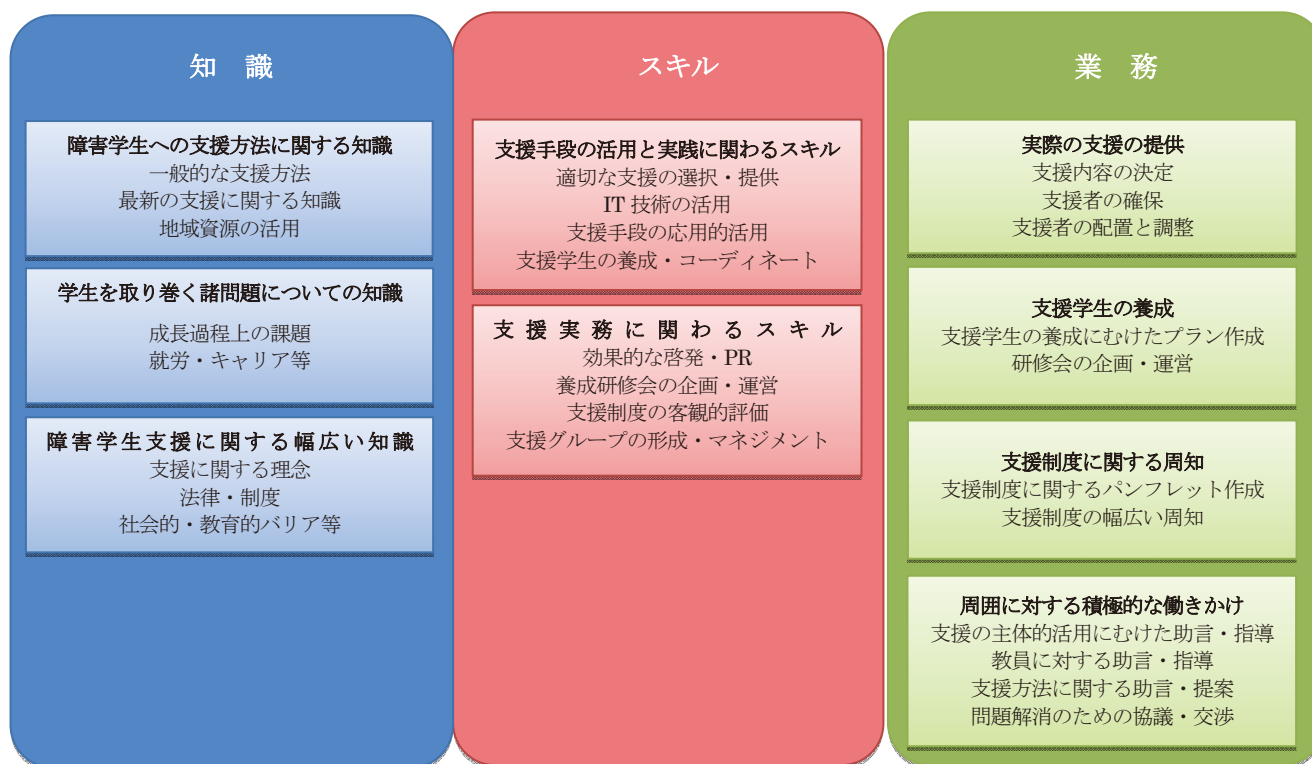 知 識
障害学生への支援方法に関する知識
一般的な支援方法
最新の支援に関する知識
地域資源の活用
学生を取り巻く諸問題についての知識
成長過程上の課題
就労・キャリア等
障害学生支援に関する幅広い知識
支援に関する理念
法律・制度
社会的・教育的バリア等
スキル
支援手段の活用と実践に関わるスキル
適切な支援の選択・提供
IT 技術の活用
支援手段の応用的活用
支援学生の養成・コーディネート
支援実務に関わるスキル
効果的な啓発・PR
養成研修会の企画・運営
支援制度の客観的評価
支援グループの形成・マネジメント
業 務
実際の支援の提供
支援内容の決定
支援者の確保
支援者の配置と調整
支援学生の養成
支援学生の養成にむけたプラン作成
研修会の企画・運営
支援制度に関する周知
支援制度に関するパンフレット作成
支援制度の幅広い周知
周囲に対する積極的な働きかけ
支援の主体的活用にむけた助言・指導
教員に対する助言・指導
支援方法に関する助言・提案
問題解消のための協議・交渉